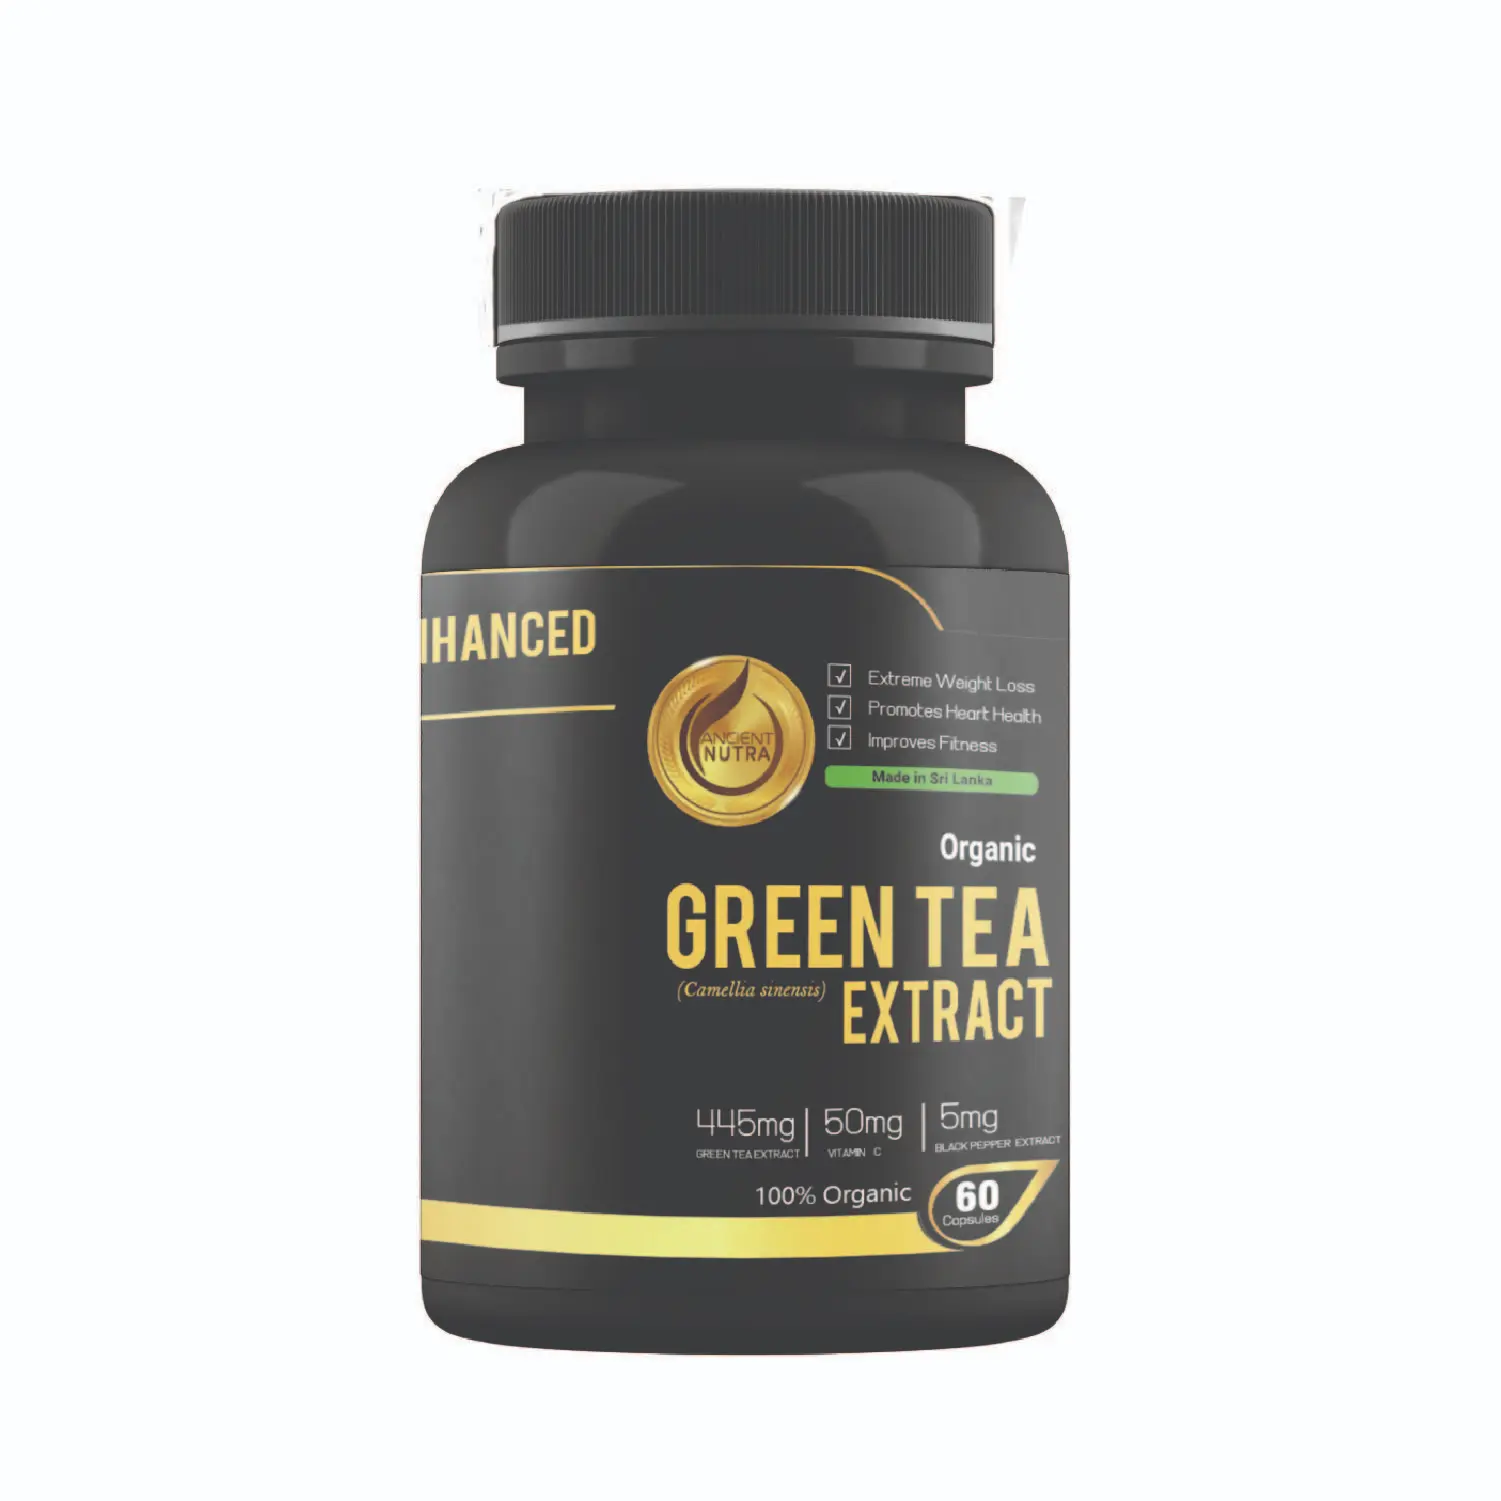 HANCED
ANCIENT
NUTRA
Extreme Weight Loss
Promotes Heart Health
Improves Fitness
Made in Sri Lanka
Organic
GREEN TEA
(Camellia sinensis)
EXTRACT
445mg
GREEN TEA EXTRACT
50mg
VITAMIN C
5mg
BLACK PEPPER EXTRACT
100% Organic
60
Capsules